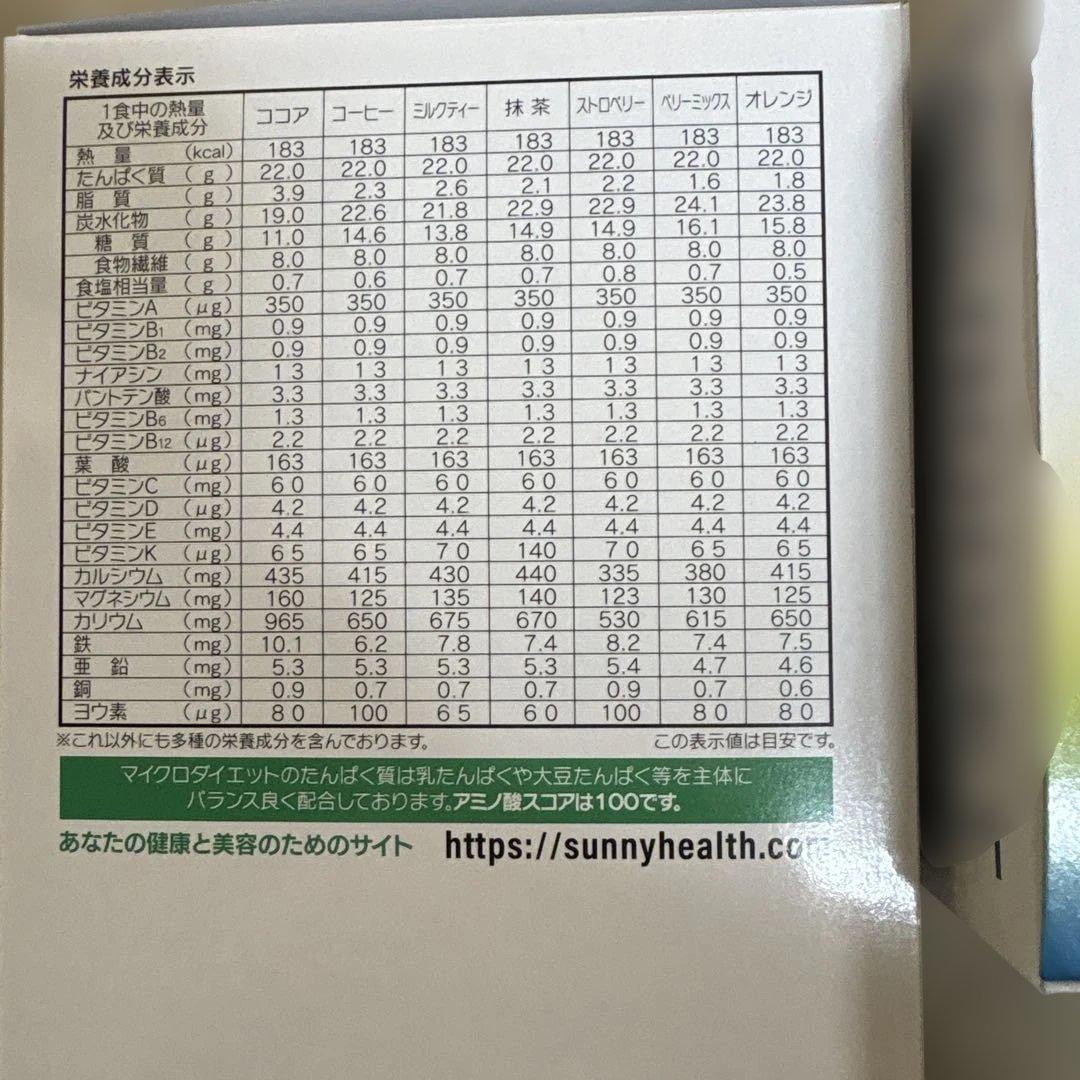 栄養成分表示
1食中の熱量及び栄養成分 ココア コーヒー ミルクティー 抹茶 ストロベリー ベリーミックス オレンジ
熱量 (kcal) 183 183 183 183 183 183 183
たんぱく質 (g) 22.0 22.0 22.0 22.0 22.0 22.0 22.0
脂質 (g) 3.9 2.3 2.6 2.1 2.2 1.6 1.8
炭水化物 (g) 19.0 22.6 21.8 22.9 22.9 24.1 23.8
糖質 (g) 11.0 14.6 13.8 14.9 14.9 16.1 15.8
食物繊維 (g) 8.0 8.0 8.0 8.0 8.0 8.0 8.0
食塩相当量 (g) 0.7 0.6 0.7 0.7 0.8 0.7 0.5
ビタミンA (μg) 350 350 350 350 350 350 350
ビタミンB1 (mg) 0.9 0.9 0.9 0.9 0.9 0.9 0.9
ビタミンB2 (mg) 0.9 0.9 0.9 0.9 0.9 0.9 0.9
ナイアシン (mg) 13 13 13 13 13 13 13
パントテン酸 (mg) 3.3 3.3 3.3 3.3 3.3 3.3 3.3
ビタミンB6 (mg) 1.3 1.3 1.3 1.3 1.3 1.3 1.3
ビタミンB12 (μg) 2.2 2.2 2.2 2.2 2.2 2.2 2.2
葉酸 (μg) 163 163 163 163 163 163 163
ビタミンC (mg) 60 60 60 60 60 60 60
ビタミンD (μg) 4.2 4.2 4.2 4.2 4.2 4.2 4.2
ビタミンE (mg) 4.4 4.4 4.4 4.4 4.4 4.4 4.4
ビタミンK (μg) 65 65 70 140 70 65 65
カルシウム (mg) 435 415 430 440 335 380 415
マグネシウム (mg) 160 125 135 140 123 130 125
カリウム (mg) 965 650 675 670 530 615 650
鉄 (mg) 10.1 6.2 7.8 7.4 8.2 7.4 7.5
亜鉛 (mg) 5.3 5.3 5.3 5.3 5.4 4.7 4.6
銅 (mg) 0.9 0.7 0.7 0.7 0.9 0.7 0.6
ヨウ素 (μg) 80 100 65 60 100 80 80
※これ以外にも多種の栄養成分を含んでおります。 この表示値は目安です。
マイクロダイエットのたんぱく質は乳たんぱくや大豆たんぱく等を主体に
バランス良く配合しております。アミノ酸スコアは100です。
あなたの健康と美容のためのサイト https://sunnyhealth.co